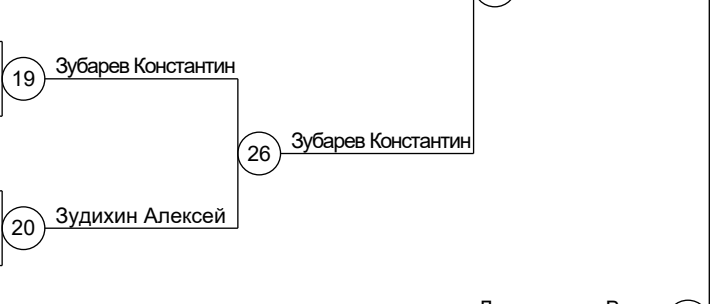 19 Зубарев Константин
26 Зубарев Константин
20 Зудихин Алексей